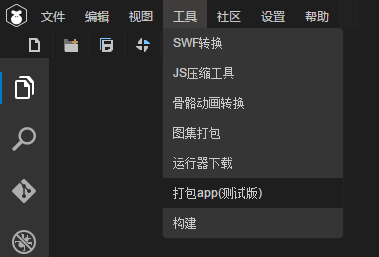 文件 编辑 视图 工具 社区 设置 帮助
SWF转换
JS压缩工具
骨骼动画转换
图集打包
运行器下载
打包app(测试版)
构建